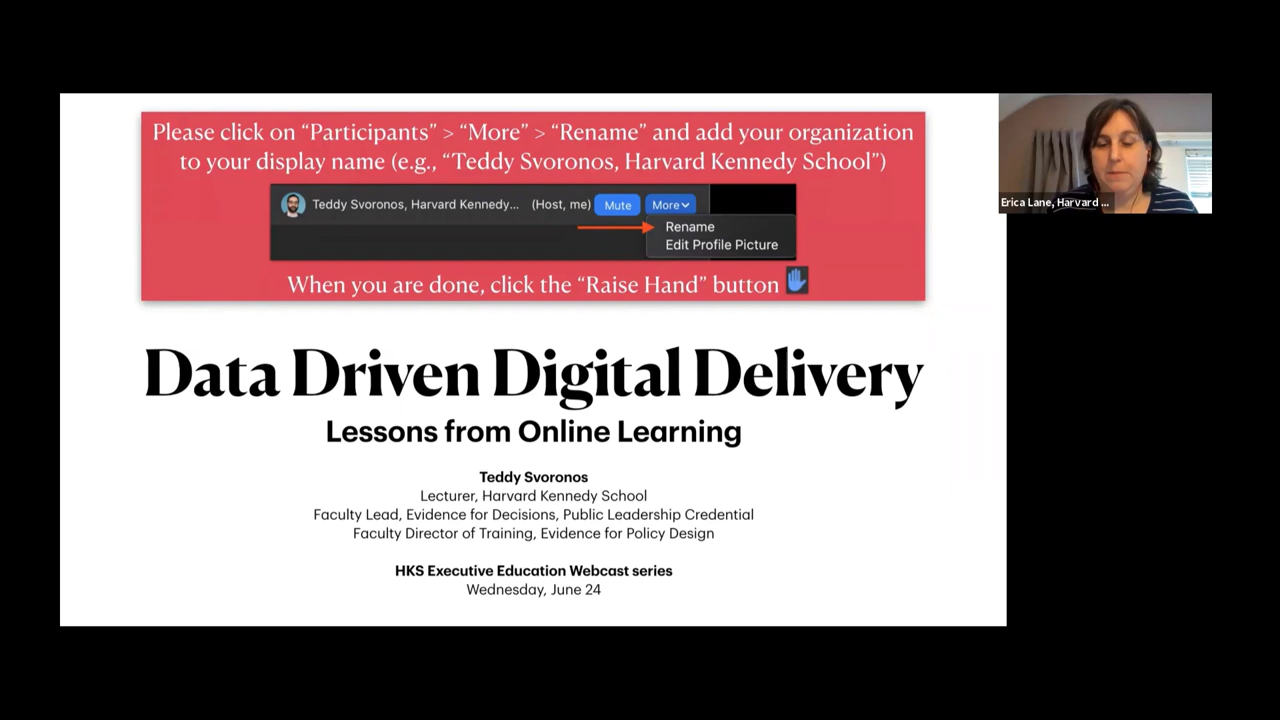 Please click on “Participants” > “More” > “Rename” and add your organization
to your display name (e.g., “Teddy Svoronos, Harvard Kennedy School”)
Teddy Svoronos, Harvard Kennedy... (Host, me) Mute More
Rename
Edit Profile Picture
When you are done, click the “Raise Hand” button
Erica Lane, Harvard ...
Data Driven Digital Delivery
Lessons from Online Learning
Teddy Svoronos
Lecturer, Harvard Kennedy School
Faculty Lead, Evidence for Decisions, Public Leadership Credential
Faculty Director of Training, Evidence for Policy Design
HKS Executive Education Webcast series
Wednesday, June 24